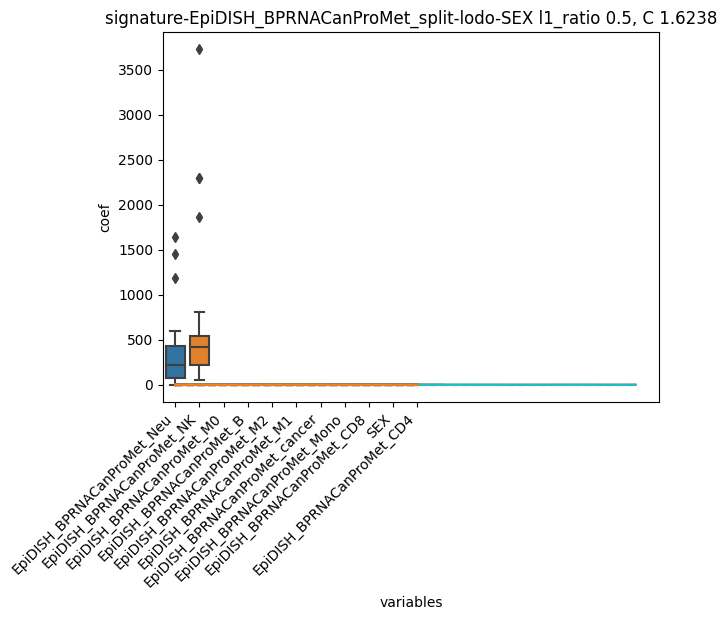 signature-EpiDISH_BPRNACanProMet_split-lodo-SEX l1_ratio 0.5, C 1.6238
3500
3000
2500
2000
1500
1000
500
0
coef
EpiDISH_BPRNACanProMet_Neu
EpiDISH_BPRNACanProMet_NK
EpiDISH_BPRNACanProMet_M0
EpiDISH_BPRNACanProMet_B
EpiDISH_BPRNACanProMet_M2
EpiDISH_BPRNACanProMet_M1
EpiDISH_BPRNACanProMet_cancer
EpiDISH_BPRNACanProMet_Mono
EpiDISH_BPRNACanProMet_CD8
SEX
EpiDISH_BPRNACanProMet_CD4
variables